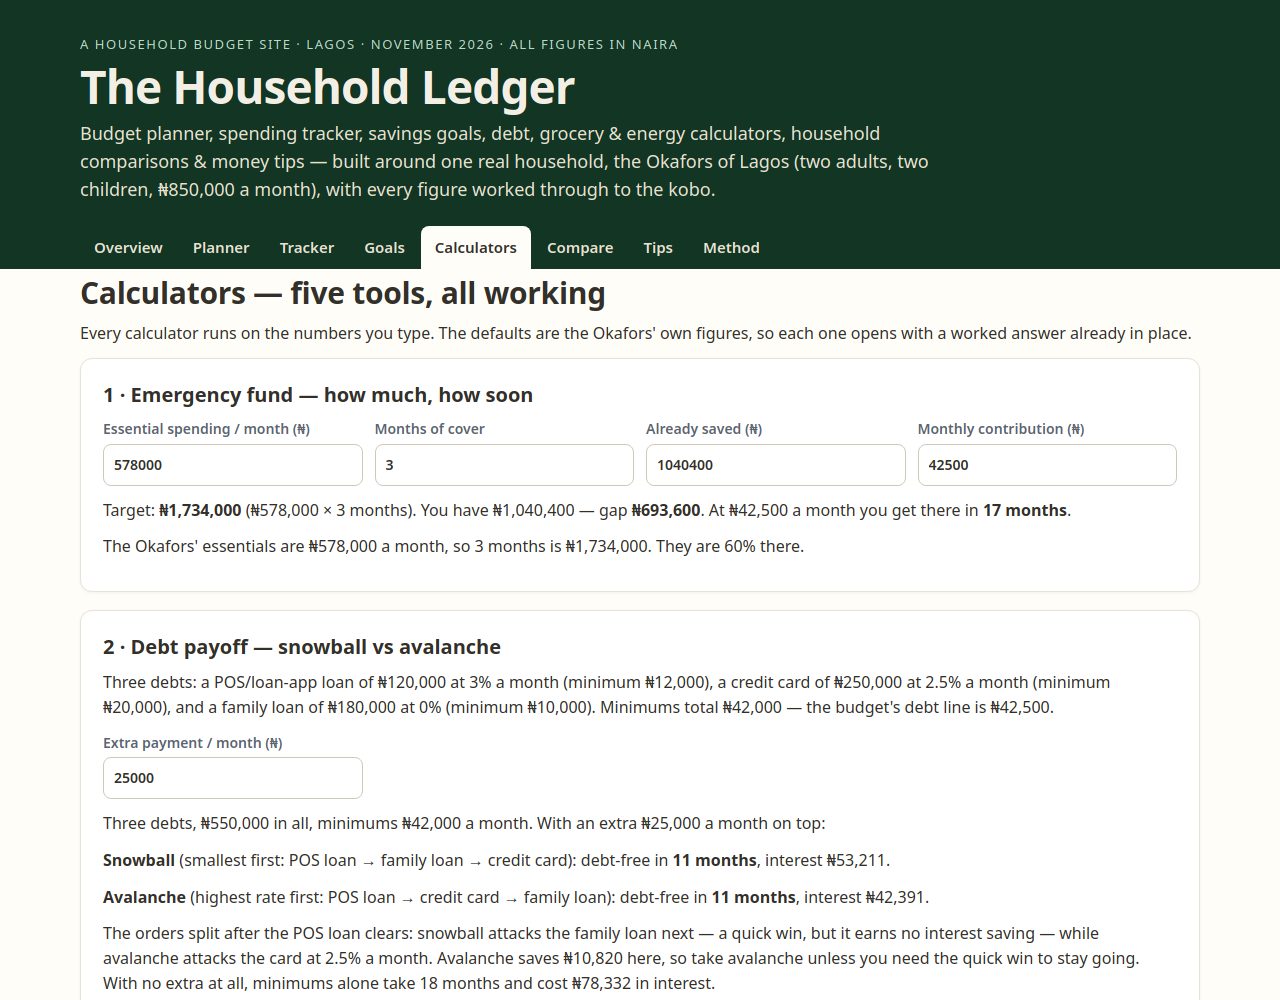 A HOUSEHOLD BUDGET SITE · LAGOS · NOVEMBER 2026 · ALL FIGURES IN NAIRA
The Household Ledger
Budget planner, spending tracker, savings goals, debt, grocery & energy calculators, household
comparisons & money tips — built around one real household, the Okafors of Lagos (two adults, two
children, ₦850,000 a month), with every figure worked through to the kobo.
Overview Planner Tracker Goals Calculators Compare Tips Method
Calculators — five tools, all working
Every calculator runs on the numbers you type. The defaults are the Okafors' own figures, so each one opens with a worked answer already in place.
1 · Emergency fund — how much, how soon
Essential spending / month (₦) Months of cover Already saved (₦) Monthly contribution (₦)
578000 3 1040400 42500
Target: ₦1,734,000 (₦578,000 × 3 months). You have ₦1,040,400 — gap ₦693,600. At ₦42,500 a month you get there in 17 months.
The Okafors' essentials are ₦578,000 a month, so 3 months is ₦1,734,000. They are 60% there.
2 · Debt payoff — snowball vs avalanche
Three debts: a POS/loan-app loan of ₦120,000 at 3% a month (minimum ₦12,000), a credit card of ₦250,000 at 2.5% a month (minimum
₦20,000), and a family loan of ₦180,000 at 0% (minimum ₦10,000). Minimums total ₦42,000 — the budget's debt line is ₦42,500.
Extra payment / month (₦)
25000
Three debts, ₦550,000 in all, minimums ₦42,000 a month. With an extra ₦25,000 a month on top:
Snowball (smallest first: POS loan → family loan → credit card): debt-free in 11 months, interest ₦53,211.
Avalanche (highest rate first: POS loan → credit card → family loan): debt-free in 11 months, interest ₦42,391.
The orders split after the POS loan clears: snowball attacks the family loan next — a quick win, but it earns no interest saving — while
avalanche attacks the card at 2.5% a month. Avalanche saves ₦10,820 here, so take avalanche unless you need the quick win to stay going.
With no extra at all, minimums alone take 18 months and cost ₦78,332 in interest.